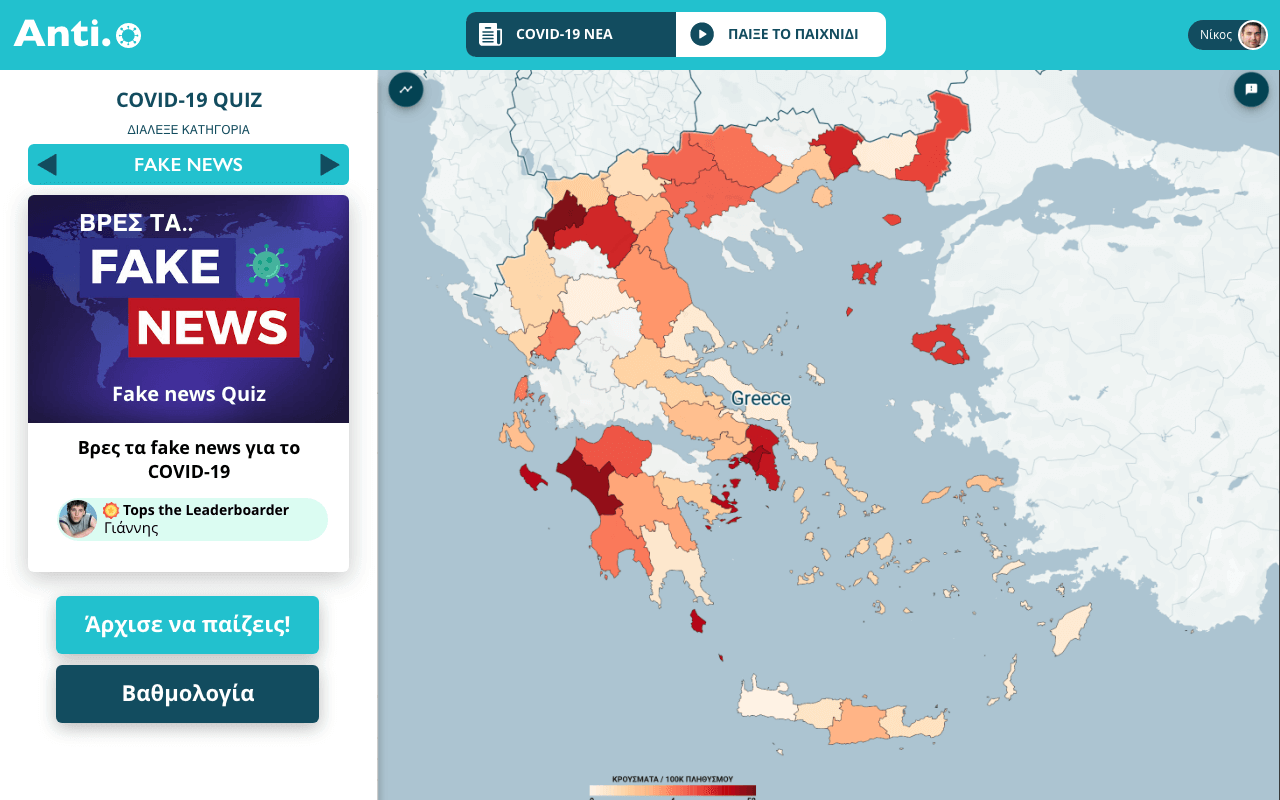 Anti.
COVID-19 ΝΕΑ
ΠΑΙΞΕ ΤΟ ΠΑΙΧΝΙΔΙ
Νίκος
COVID-19 QUIZ
ΔΙΑΛΕΞΕ ΚΑΤΗΓΟΡΙΑ
FAKE NEWS
ΒΡΕΣ ΤΑ..
FAKE
NEWS
Fake news Quiz
Βρες τα fake news για το
COVID-19
Tops the Leaderboarder
Γιάννης
Άρχισε να παίζεις!
Βαθμολογία
Greece
ΚΡΟΥΣΜΑΤΑ / 100Κ ΠΛΗΘΥΣΜΟΥ